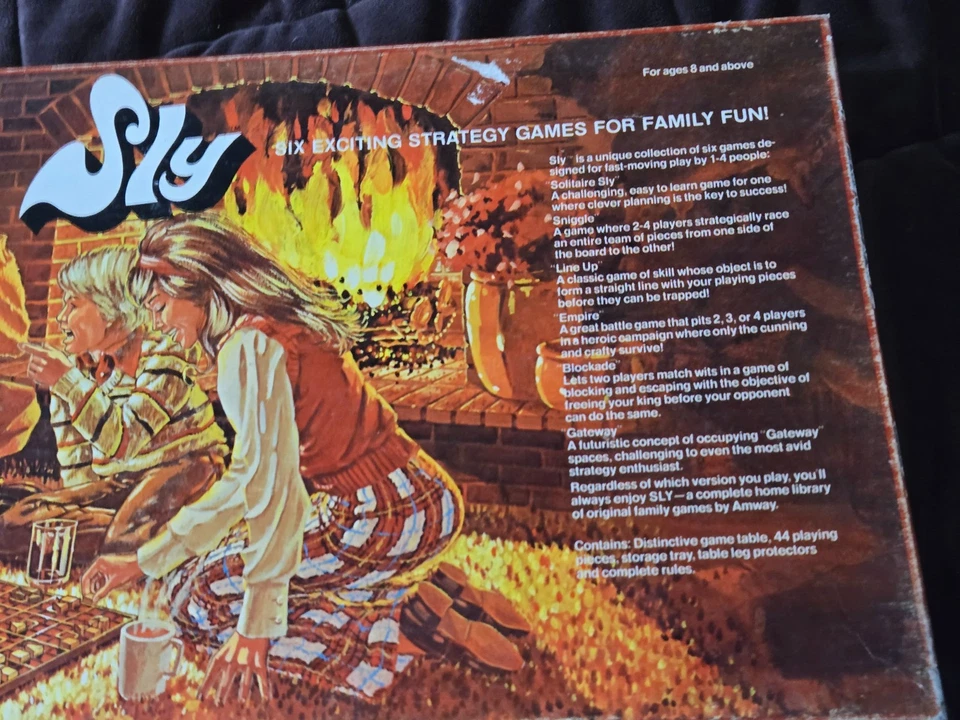 For ages 8 and above
Sly
SIX EXCITING STRATEGY GAMES FOR FAMILY FUN!
Sly" is a unique collection of six games de-
signed for fast-moving play by 1-4 people:
"Solitaire Sly"
A challenging, easy to learn game for one
where clever planning is the key to success!
"Sniggle"
A game where 2-4 players strategically race
an entire team of pieces from one side of
the board to the other!
"Line Up"
A classic game of skill whose object is to
form a straight line with your playing pieces
before they can be trapped!
"Empire"
A great battle game that pits 2, 3, or 4 players
in a heroic campaign where only the cunning
and crafty survive!
"Blockade"
Lets two players match wits in a game of
blocking and escaping with the objective of
freeing your king before your opponent
can do the same.
"Gateway"
A futuristic concept of occupying "Gateway"
spaces, challenging to even the most avid
strategy enthusiast.
Regardless of which version you play, you'll
always enjoy SLY—a complete home library
of original family games by Amway.
Contains: Distinctive game table, 44 playing
pieces, storage tray, table leg protectors
and complete rules.